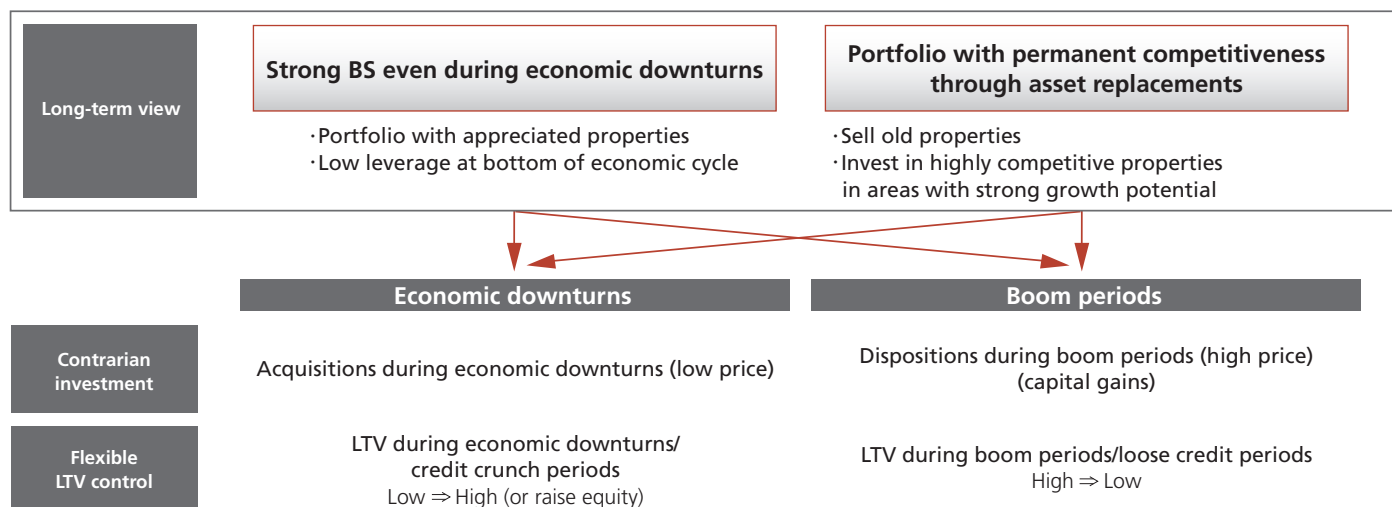 Long-term view
Strong BS even during economic downturns
·Portfolio with appreciated properties
·Low leverage at bottom of economic cycle
Portfolio with permanent competitiveness
through asset replacements
·Sell old properties
·Invest in highly competitive properties
in areas with strong growth potential
Economic downturns
Boom periods
Contrarian
investment
Acquisitions during economic downturns (low price)
Dispositions during boom periods (high price)
(capital gains)
Flexible
LTV control
LTV during economic downturns/
credit crunch periods
Low ⇒ High (or raise equity)
LTV during boom periods/loose credit periods
High ⇒ Low